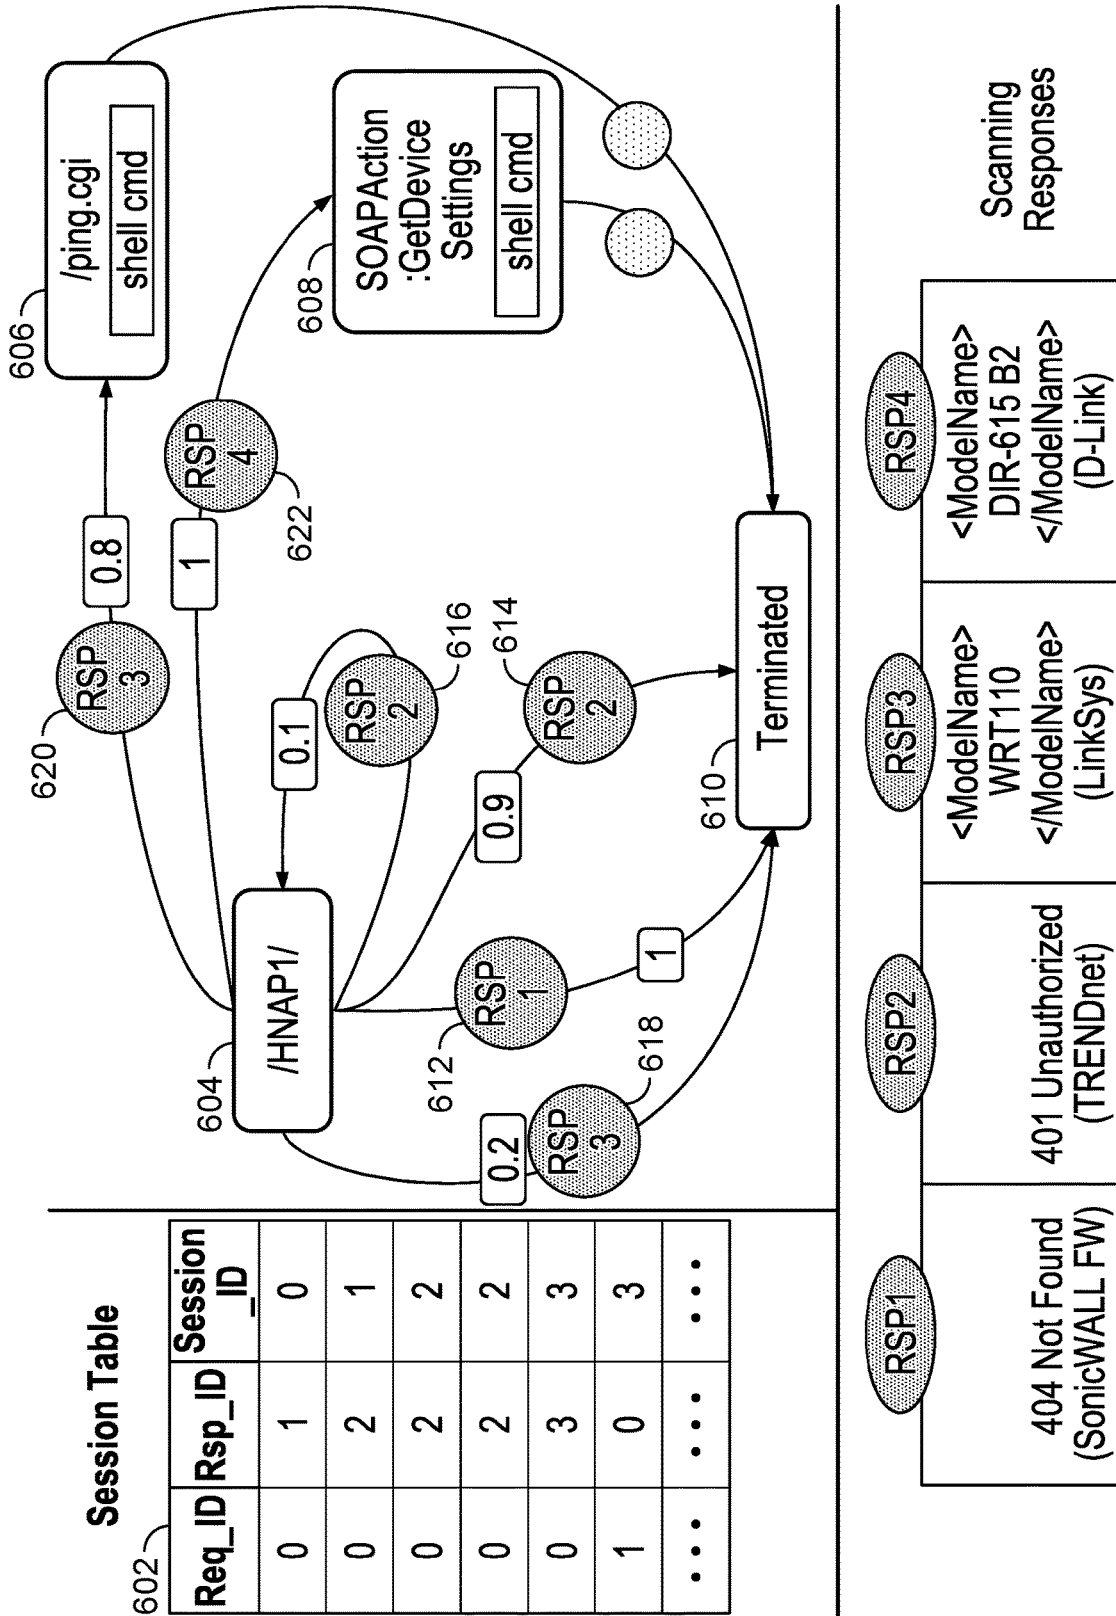 Session Table
602
Req_ID Rsp_ID Session
_ID
0 1 0
0 2 1
0 2 2
0 2 2
0 3 3
1 0 3
... ... ...
604
/HNAP1/
606
/ping.cgi
shell cmd
608
SOAPAction
:GetDevice
Settings
shell cmd
610
Terminated
620
RSP
3
0.8
1
RSP
4
622
0.1
RSP
2
616
0.9
RSP
2
614
612
RSP
1
1
0.2
RSP
3
618
RSP1
404 Not Found
(SonicWALL FW)
RSP2
401 Unauthorized
(TRENDnet)
RSP3
<ModelName>
WRT110
</ModelName>
(LinkSys)
RSP4
<ModelName>
DIR-615 B2
</ModelName>
(D-Link)
Scanning
Responses